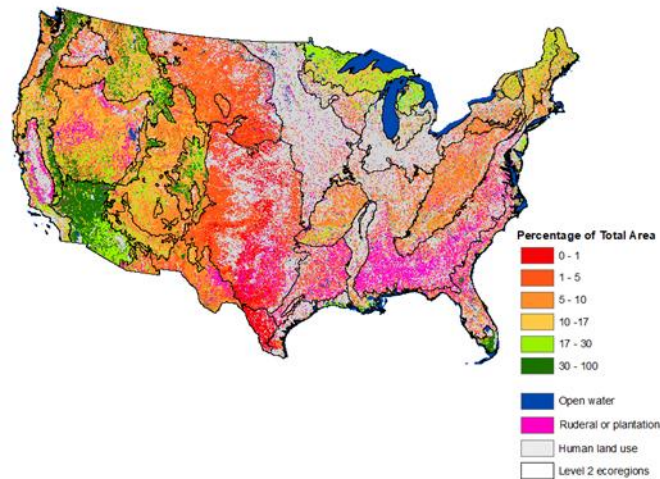 Percentage of Total Area
0 - 1
1 - 5
5 - 10
10 -17
17 - 30
30 - 100
Open water
Ruderal or plantation
Human land use
Level 2 ecoregions